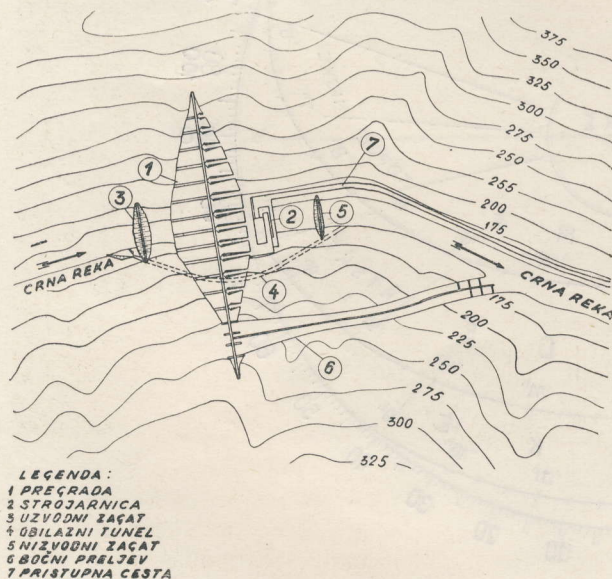 375
350
325
300
275
250
255
200
175
1
3
7
2
5
4
6
CRNA REKA
CRNA REKA
175
200
225
250
275
300
325
LEGENDA:
1 PREGRADA
2 STROJARNICA
3 UZVODNI ZAGAT
4 OBILAZNI TUNEL
5 NIZVODNI ZAGAT
6 BOČNI PRELJEV
7 PRISTUPNA CESTA